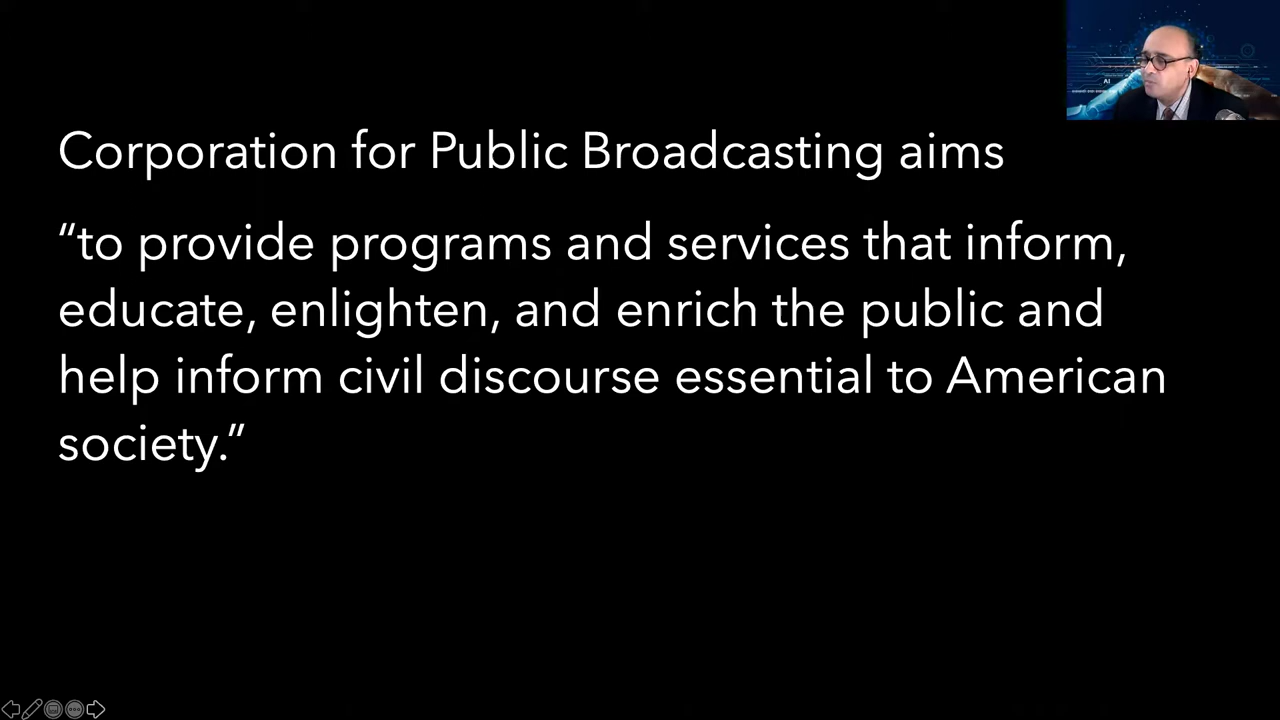 Corporation for Public Broadcasting aims
“to provide programs and services that inform,
educate, enlighten, and enrich the public and
help inform civil discourse essential to American
society.”
AI